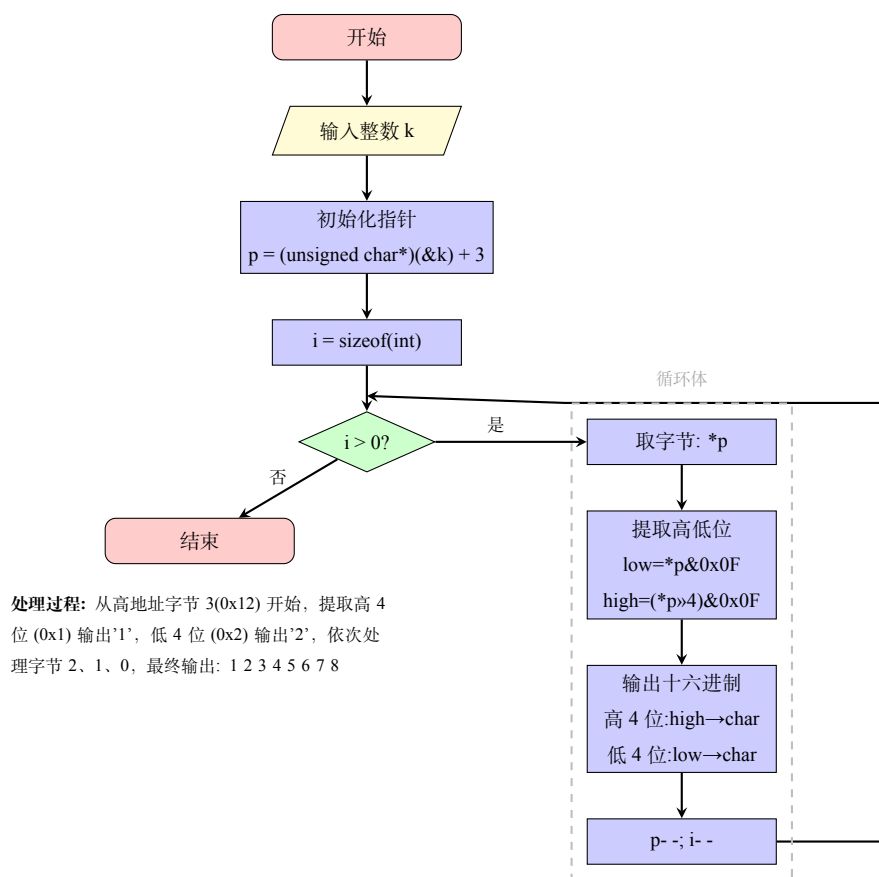 开始
输入整数 k
初始化指针
p = (unsigned char*)(&k) + 3
i = sizeof(int)
循环体
i > 0?
是
否
取字节: *p
结束
提取高低位
low=*p&0x0F
high=(*p»4)&0x0F
处理过程: 从高地址字节 3(0x12) 开始，提取高 4
位 (0x1) 输出'1'，低 4 位 (0x2) 输出'2'，依次处
理字节 2、1、0，最终输出: 1 2 3 4 5 6 7 8
输出十六进制
高 4 位:high→char
低 4 位:low→char
p- -; i- -